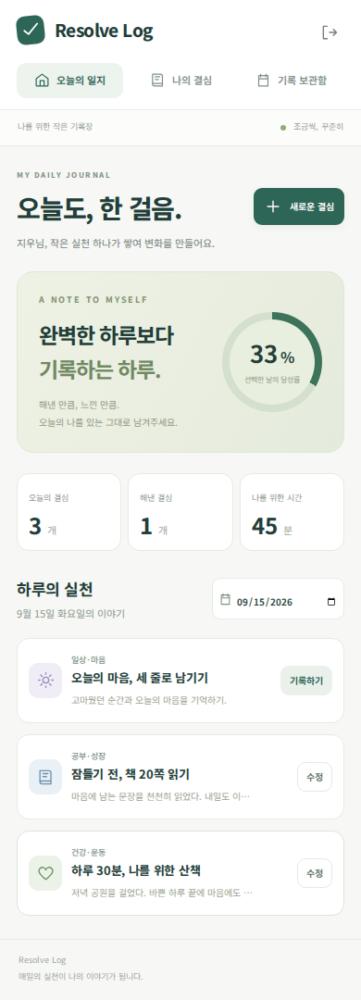 Resolve Log
오늘의 일지
나의 결심
기록 보관함
나를 위한 작은 기록장
조금씩, 꾸준히
MY DAILY JOURNAL
오늘도, 한 걸음.
새로운 결심
지우님, 작은 실천 하나가 쌓여 변화를 만들어요.
A NOTE TO MYSELF
완벽한 하루보다
기록하는 하루.
33 %
선택한 날의 달성률
해낸 만큼, 느낀 만큼.
오늘의 나를 있는 그대로 남겨주세요.
오늘의 결심
3 개
해낸 결심
1 개
나를 위한 시간
45 분
하루의 실천
9월 15일 화요일의 이야기
09/15/2026
일상·마음
오늘의 마음, 세 줄로 남기기
고마웠던 순간과 오늘의 마음을 기억하기.
기록하기
공부·성장
잠들기 전, 책 20쪽 읽기
마음에 남는 문장을 천천히 읽었다. 내일도 이…
수정
건강·운동
하루 30분, 나를 위한 산책
저녁 공원을 걸었다. 바쁜 하루 끝에 마음에도 …
수정
Resolve Log
매일의 실천이 나의 이야기가 됩니다.